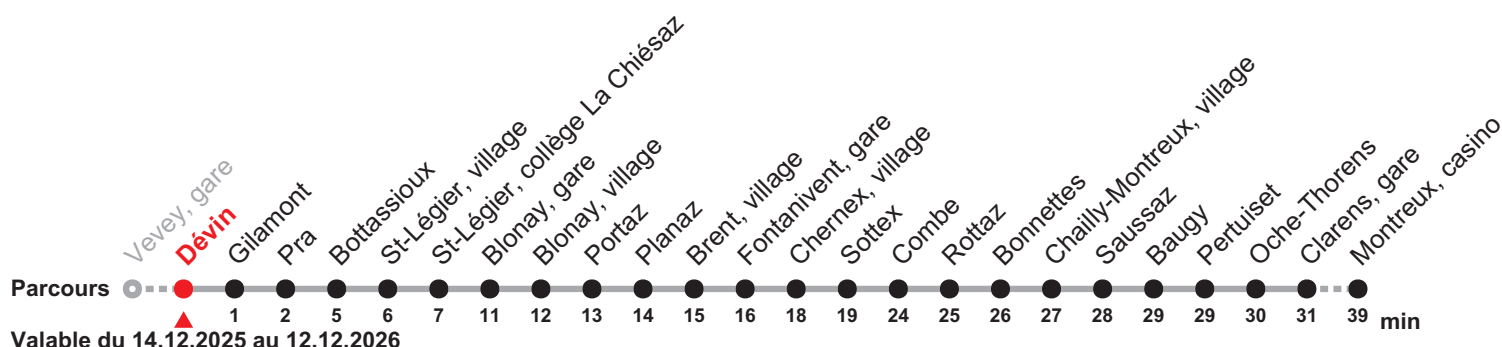 Vevey, gare
Dévin
Gilamont
Pra
Bottassioux
St-Légier, village
St-Légier, collège La Chiésaz
Blonay, gare
Blonay, village
Portaz
Planaz
Brent, village
Fontanivent, gare
Chernex, village
Sottex
Combe
Rottaz
Bonnettes
Chailly-Montreux, village
Saussaz
Baugy
Pertuiset
Oche-Thorens
Clarens, gare
Montreux, casino
Parcours
1 2 5 6 7 11 12 13 14 15 16 18 19 24 25 26 27 28 29 29 30 31 39 min
Valable du 14.12.2025 au 12.12.2026